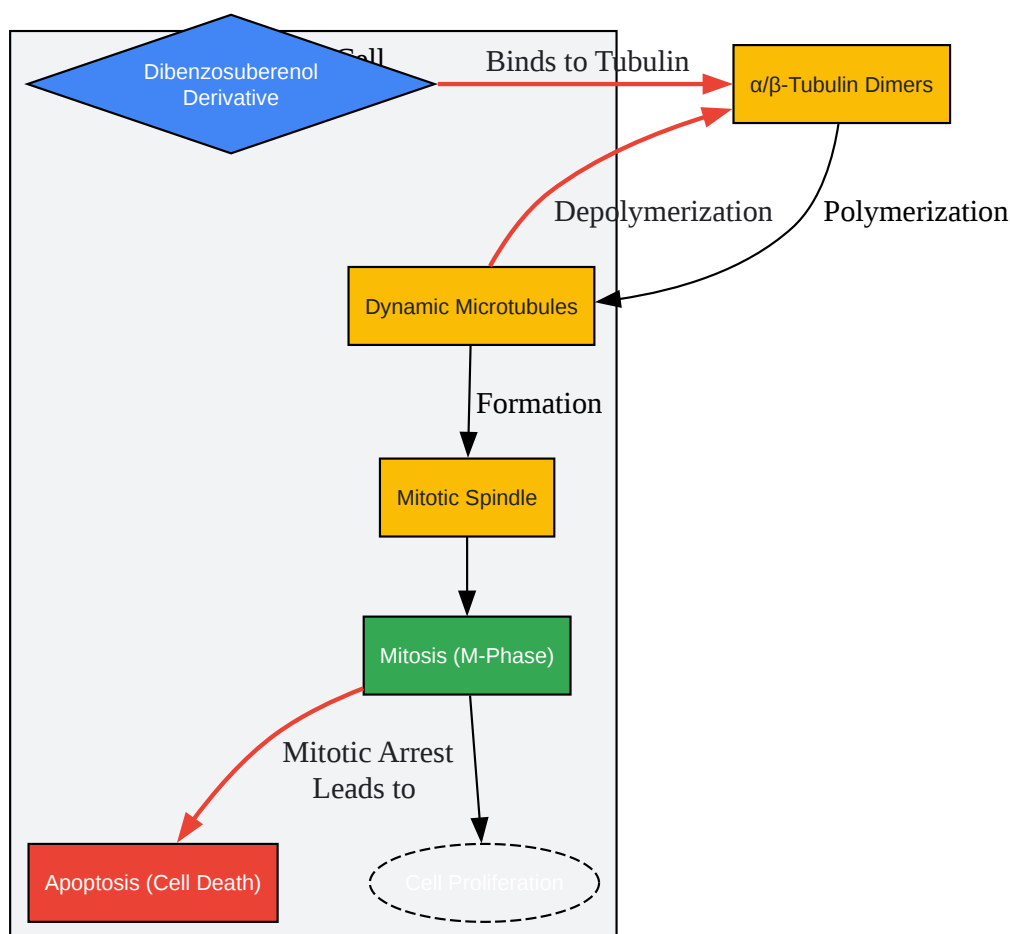 Cell
Dibenzosuberenol
Derivative
Binds to Tubulin
α/β-Tubulin Dimers
Depolymerization
Polymerization
Dynamic Microtubules
Formation
Mitotic Spindle
Mitosis (M-Phase)
Mitotic Arrest
Leads to
Apoptosis (Cell Death)
Cell Proliferation